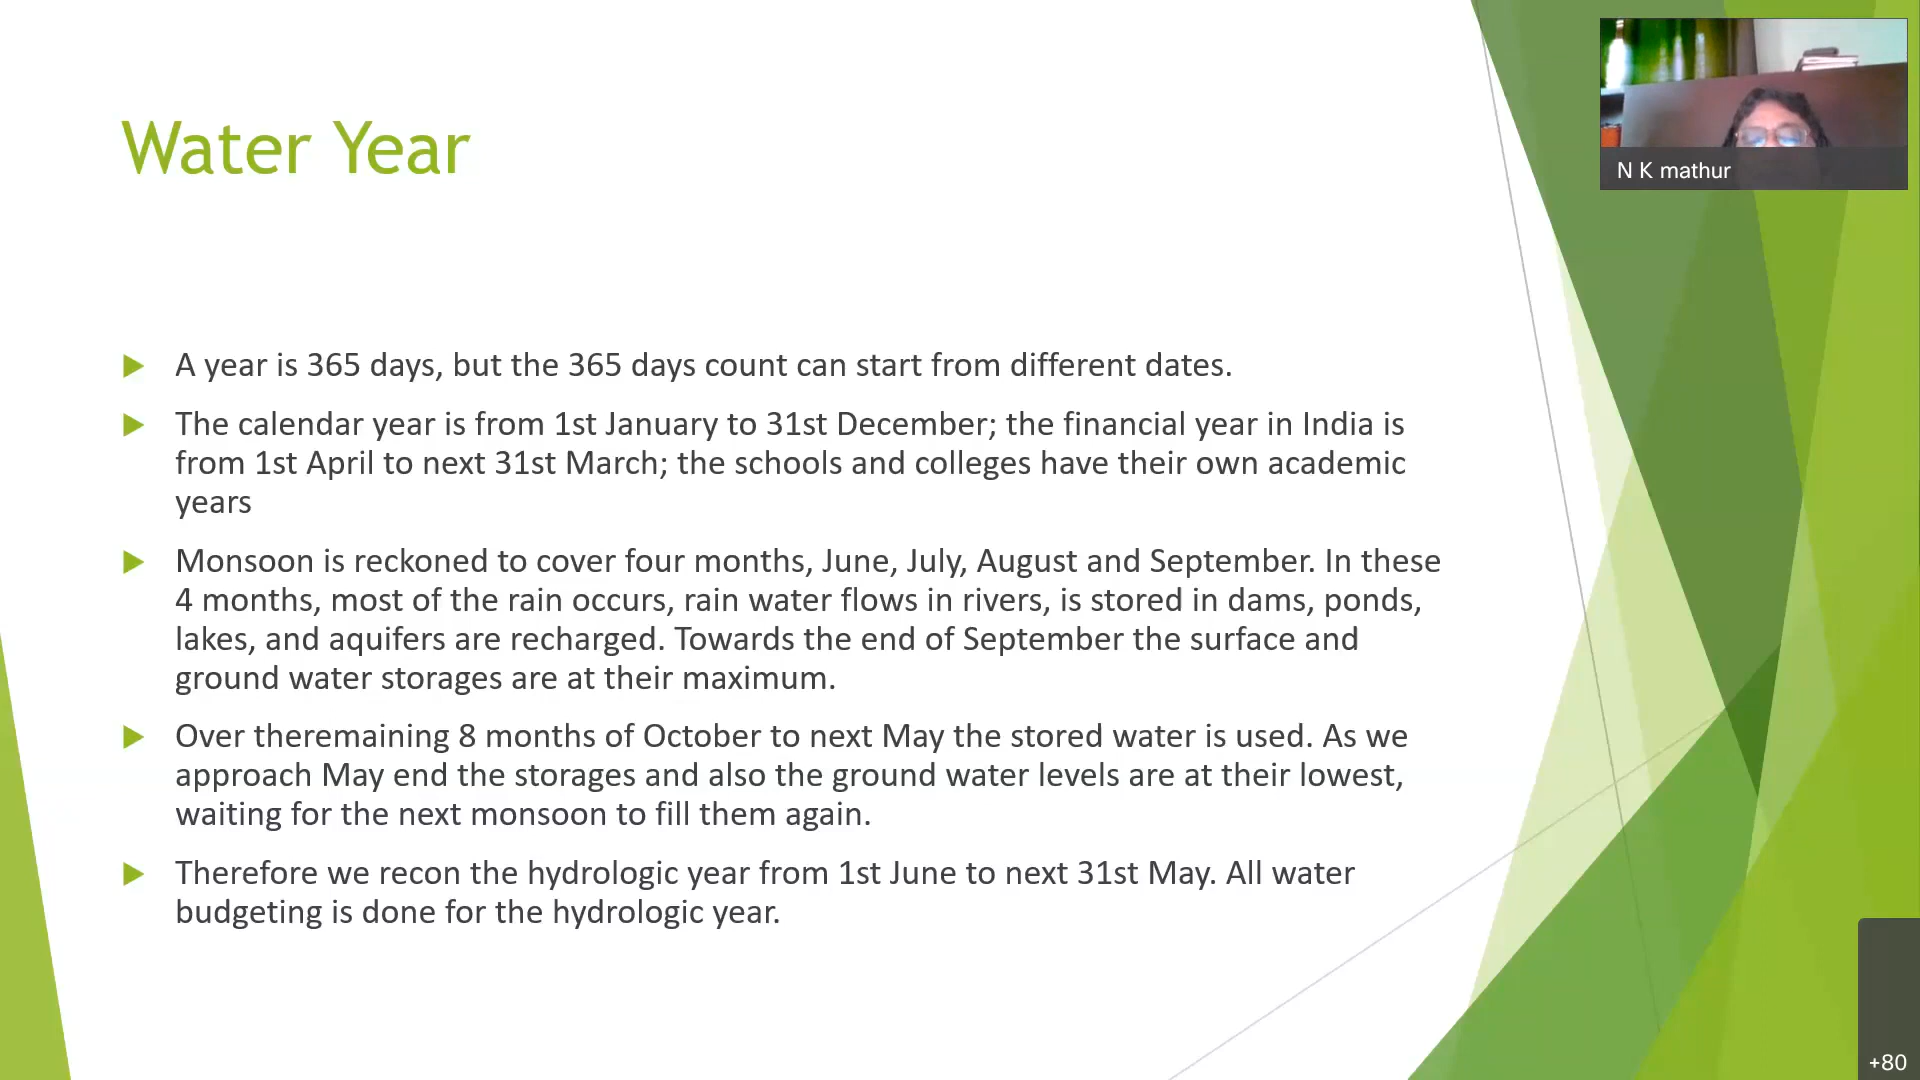 Water Year
N K mathur
A year is 365 days, but the 365 days count can start from different dates.
The calendar year is from 1st January to 31st December; the financial year in India is
from 1st April to next 31st March; the schools and colleges have their own academic
years
Monsoon is reckoned to cover four months, June, July, August and September. In these
4 months, most of the rain occurs, rain water flows in rivers, is stored in dams, ponds,
lakes, and aquifers are recharged. Towards the end of September the surface and
ground water storages are at their maximum.
Over theremaining 8 months of October to next May the stored water is used. As we
approach May end the storages and also the ground water levels are at their lowest,
waiting for the next monsoon to fill them again.
Therefore we recon the hydrologic year from 1st June to next 31st May. All water
budgeting is done for the hydrologic year.
+80